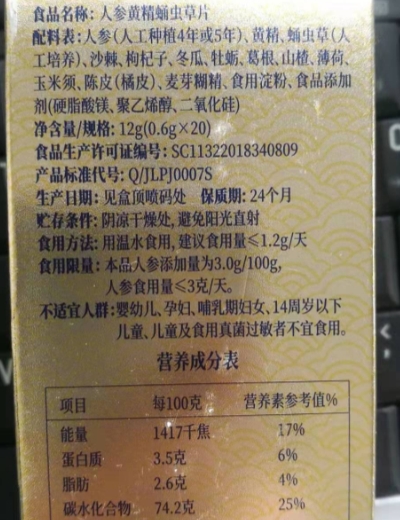 食品名称: 人参黄精蛹虫草片
配料表: 人参(人工种植4年或5年)、黄精、蛹虫草(人
工培养)、沙棘、枸杞子、冬瓜、牡蛎、葛根、山楂、薄荷、
玉米须、陈皮(橘皮)、麦芽糊精、食用淀粉、食品添加
剂(硬脂酸镁、聚乙烯醇、二氧化硅)
净含量/规格: 12g(0.6g×20)
食品生产许可证编号: SC11322018340809
产品标准代号: Q/JLPJ0007S
生产日期: 见盒顶喷码处 保质期: 24个月
贮存条件: 阴凉干燥处, 避免阳光直射
食用方法: 用温水食用, 建议食用量≤1.2g/天
食用限量: 本品人参添加量为3.0g/100g,
人参食用量≤3克/天。
不适宜人群: 婴幼儿、孕妇、哺乳期妇女、14周岁以下
儿童、儿童及食用真菌过敏者不宜食用。
营养成分表
项目 每100克 营养素参考值%
能量 1417千焦 17%
蛋白质 3.5克 6%
脂肪 2.6克 4%
碳水化合物 74.2克 25%